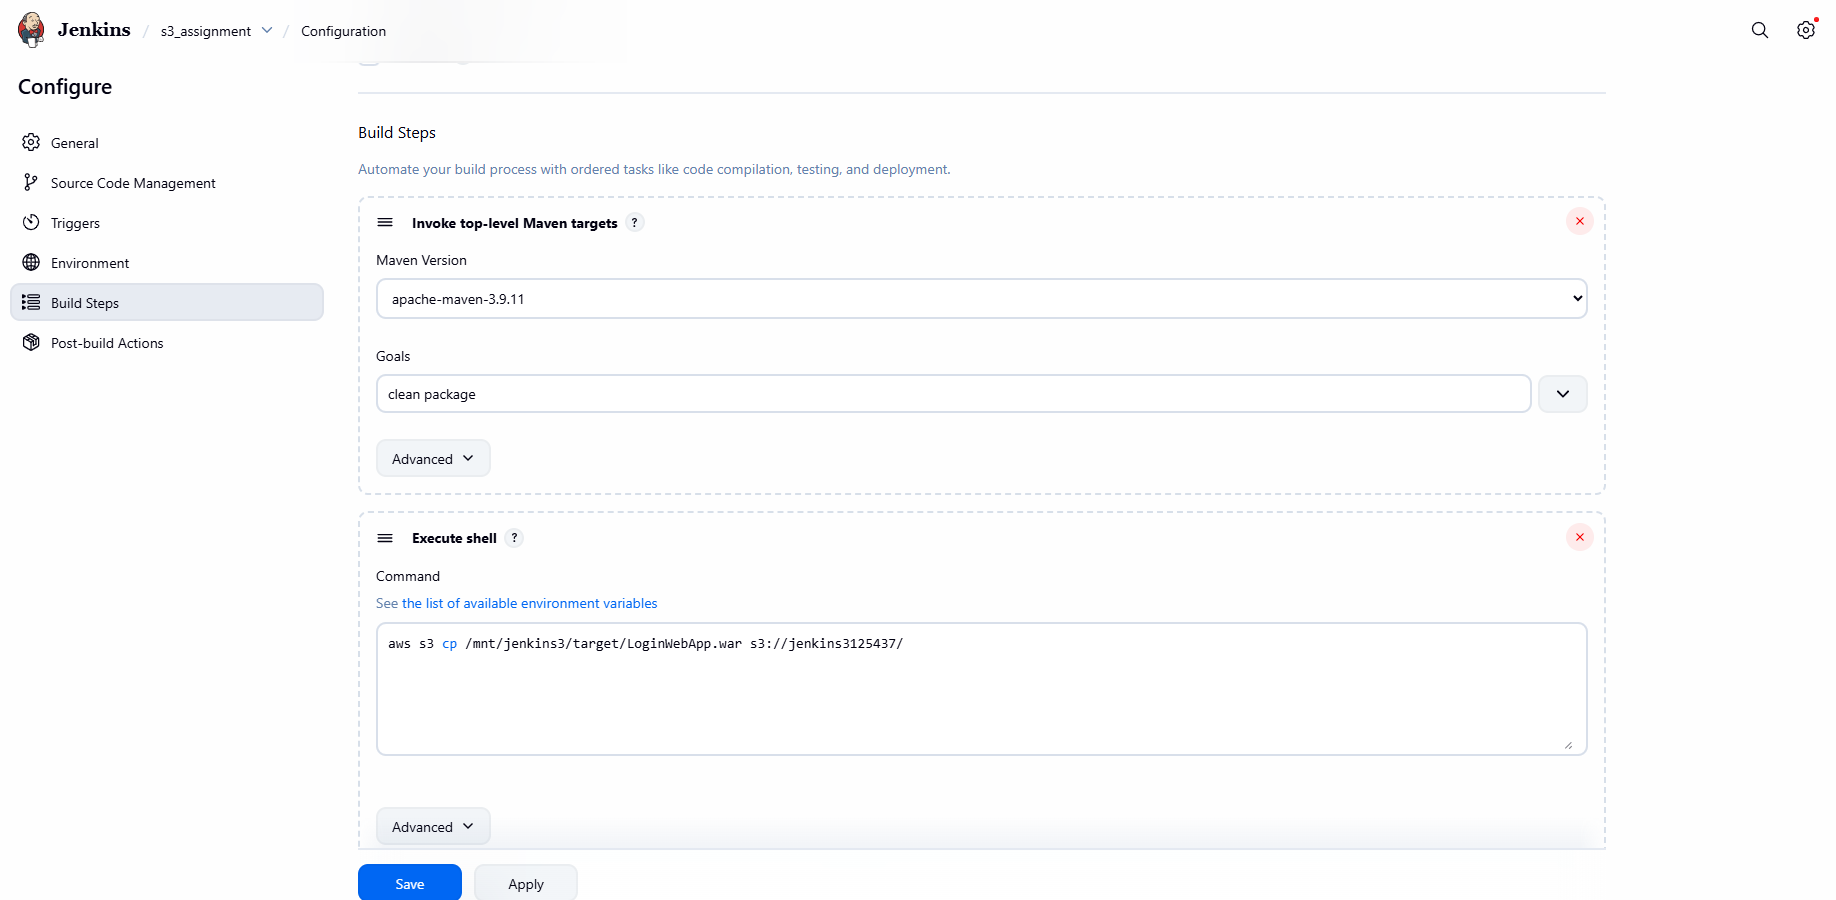 Jenkins / s3_assignment / Configuration
Configure
General
Source Code Management
Triggers
Environment
Build Steps
Post-build Actions
Build Steps
Automate your build process with ordered tasks like code compilation, testing, and deployment.
Invoke top-level Maven targets ?
Maven Version
apache-maven-3.9.11
Goals
clean package
Advanced
Execute shell ?
Command
See the list of available environment variables
aws s3 cp /mnt/jenkins3/target/LoginWebApp.war s3://jenkins3125437/
Advanced
Save
Apply